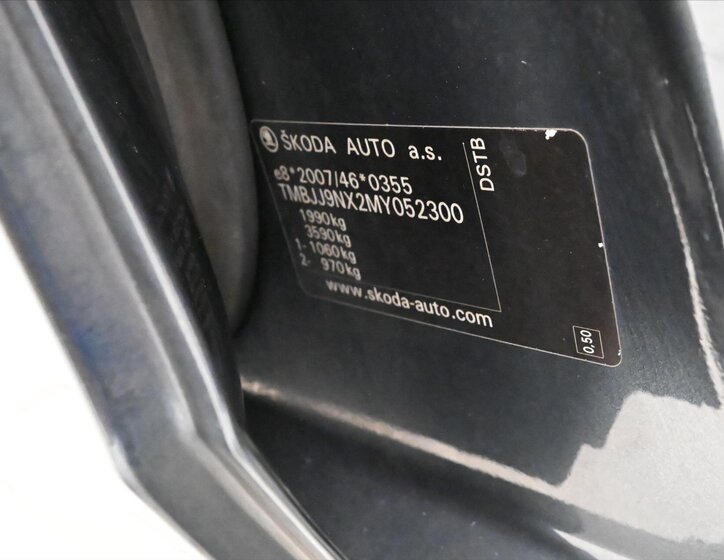 ŠKODA AUTO a.s.
e8*2007/46*0355
TMBJJ9NX2MY052300
1990kg
3590kg
1- 1060kg
2- 970kg
www.skoda-auto.com
DSTB
0,50